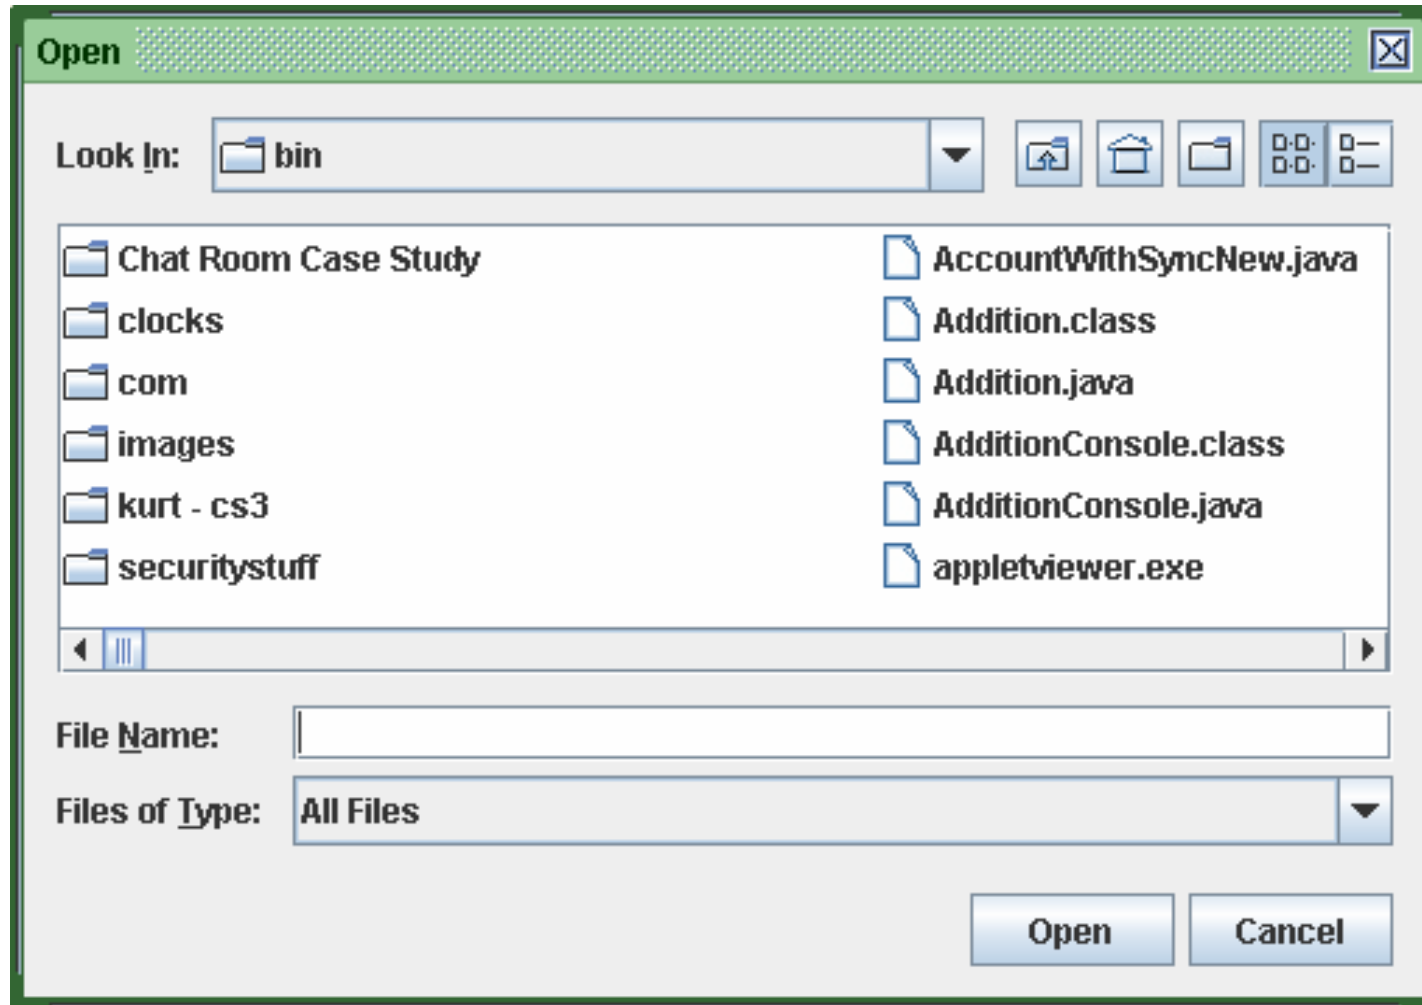 Open
Look In: bin
Chat Room Case Study
clocks
com
images
kurt - cs3
securitystuff
AccountWithSyncNew.java
Addition.class
Addition.java
AdditionConsole.class
AdditionConsole.java
appletviewer.exe
File Name:
Files of Type: All Files
Open Cancel